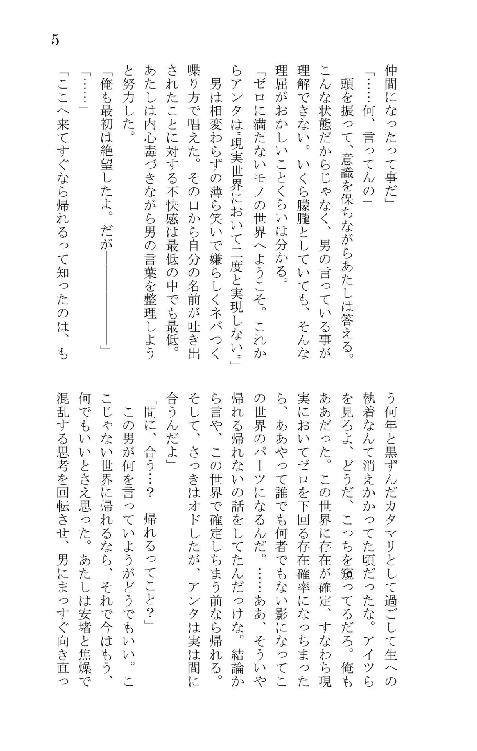 5
仲間になったって事だ」
「……何、言ってんの」
　頭を振って、意識を保ちながらあたしは答える。
こんな状態だからじゃなく、男の言っている事が
理解できない。いくら朦朧としていても、そんな
理屈がおかしいことくらいは分かる。
「ゼロに満たないモノの世界へようこそ。これか
らアンタは〝現実世界において二度と実現しない〟」
　男は相変わらずの薄ら笑いで嫌らしくネバつく
喋り方で唱えた。その口から自分の名前が吐き出
されたことに対する不快感は最低の中でも最低。
あたしは内心毒づきながら男の言葉を整理しよう
と努力した。
「俺も最初は絶望したよ。だが――――――」
「……」
「ここへ来てすぐなら帰れるって知ったのは、も
う何年と黒ずんだカタマリとして過ごして生への
執着なんて消えかかってた頃だったな。アイツら
を見ろよ、どうだ、こっちを窺ってるだろ。俺も
ああだった。この世界に存在が確定、すなわち現
実においてゼロを下回る存在確率になっちまった
ら、ああやって誰でも何者でもない影になってこ
の世界のパーツになるんだ。……ああ、そういや
帰れる帰れないの話をしてたんだっけな。結論か
ら言や、この世界で確定しちまう前なら帰れる。
そして、さっきはオドしたが、アンタは実は間に
合うんだよ」
「間に、合う…？　帰れるってこと？」
　この男が何を言っていようがどうでもいい。こ
こじゃない世界に帰れるなら、それで今はもう、
何でもいいとさえ思った。あたしは安堵と焦燥で
混乱する思考を回転させ、男にまっすぐ向き直っ